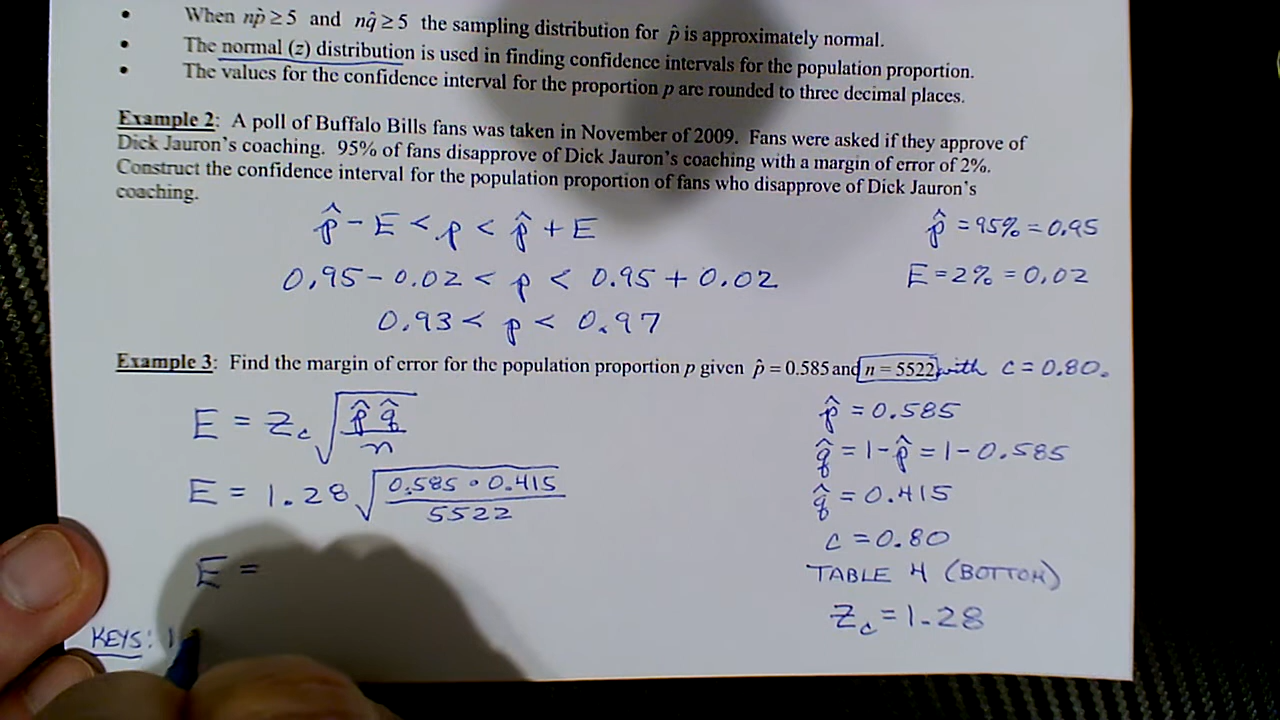 • When np̂ ≥ 5 and nq̂ ≥ 5 the sampling distribution for p̂ is approximately normal.
• The normal (z) distribution is used in finding confidence intervals for the population proportion.
• The values for the confidence interval for the proportion p are rounded to three decimal places.
Example 2: A poll of Buffalo Bills fans was taken in November of 2009. Fans were asked if they approve of
Dick Jauron's coaching. 95% of fans disapprove of Dick Jauron's coaching with a margin of error of 2%.
Construct the confidence interval for the population proportion of fans who disapprove of Dick Jauron's
coaching.
p̂ - E < p < p̂ + E
p̂ = 95% = 0.95
0.95 - 0.02 < p < 0.95 + 0.02
E = 2% = 0.02
0.93 < p < 0.97
Example 3: Find the margin of error for the population proportion p given p̂ = 0.585 and n = 5522 with c = 0.80.
E = Zc √(p̂ q̂ / n)
p̂ = 0.585
q̂ = 1 - p̂ = 1 - 0.585
E = 1.28 √(0.585 • 0.415 / 5522)
q̂ = 0.415
c = 0.80
E =
TABLE 4 (BOTTOM)
Zc = 1.28
KEYS: 1